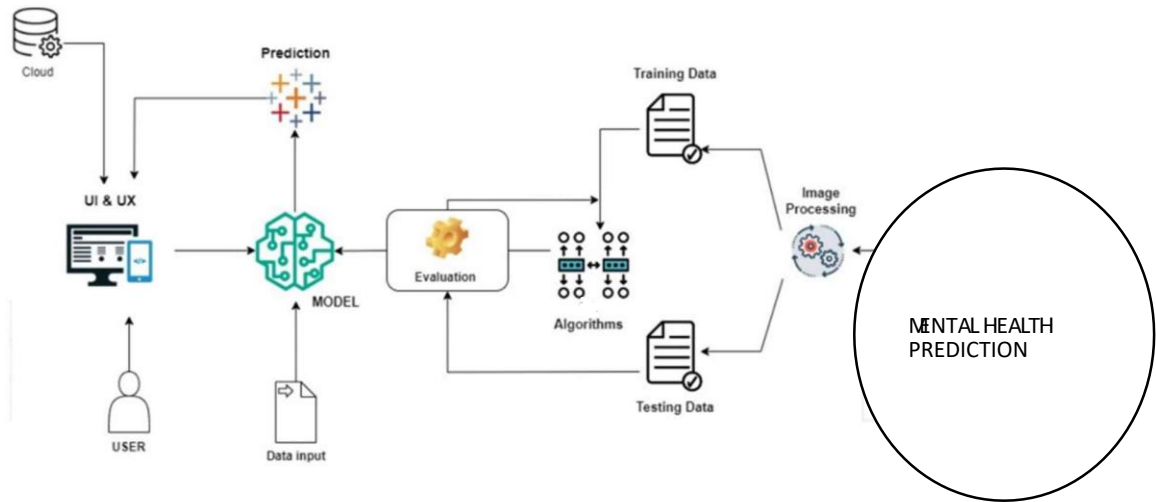 Cloud
Prediction
Training Data
UI & UX
Image
Processing
Evaluation
MODEL
Algorithms
MENTAL HEALTH
PREDICTION
Testing Data
USER
Data input